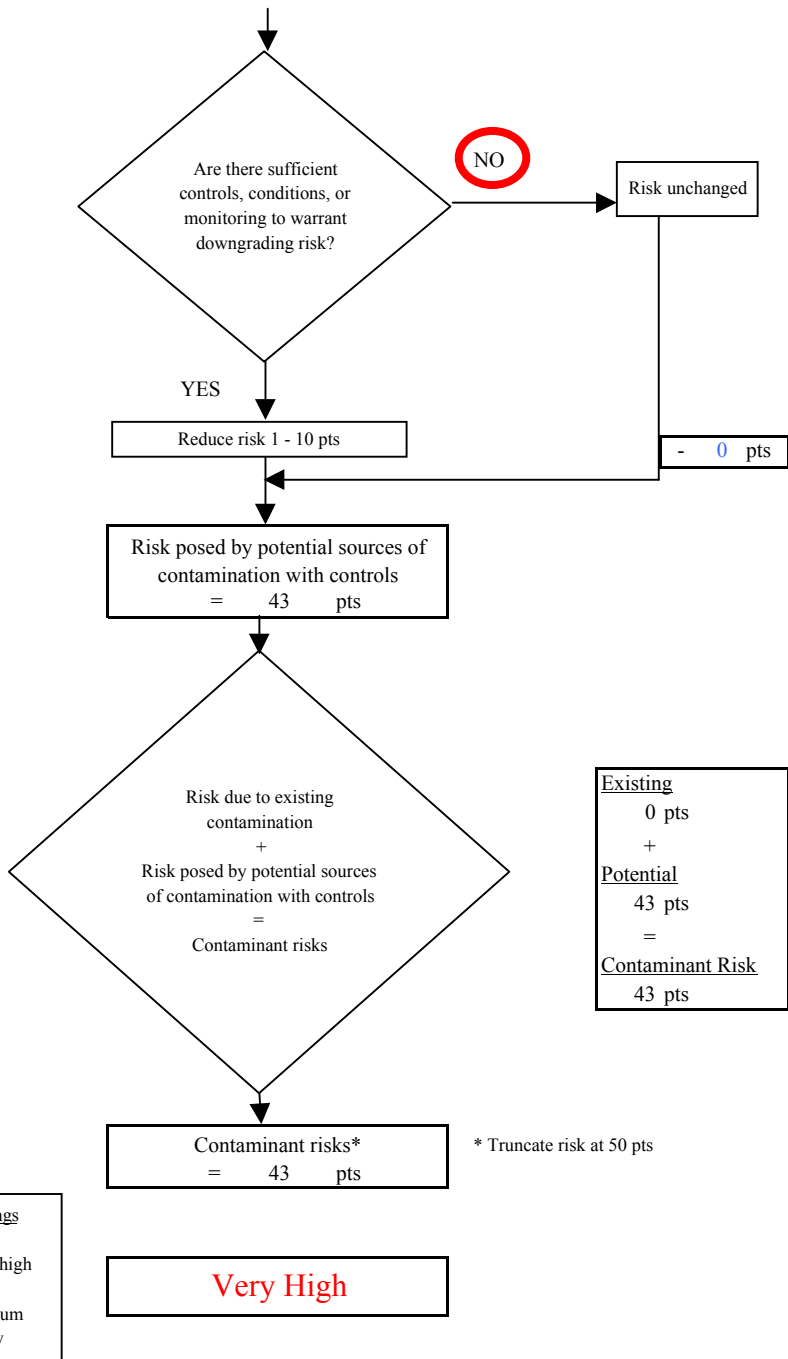 Are there sufficient
controls, conditions, or
monitoring to warrant
downgrading risk?
NO
Risk unchanged
YES
Reduce risk 1 - 10 pts
- 0 pts
Risk posed by potential sources of
contamination with controls
= 43 pts
Risk due to existing
contamination
+
Risk posed by potential sources
of contamination with controls
=
Contaminant risks
Existing
0 pts
+
Potential
43 pts
=
Contaminant Risk
43 pts
Contaminant risks*
= 43 pts
* Truncate risk at 50 pts
high
Very High